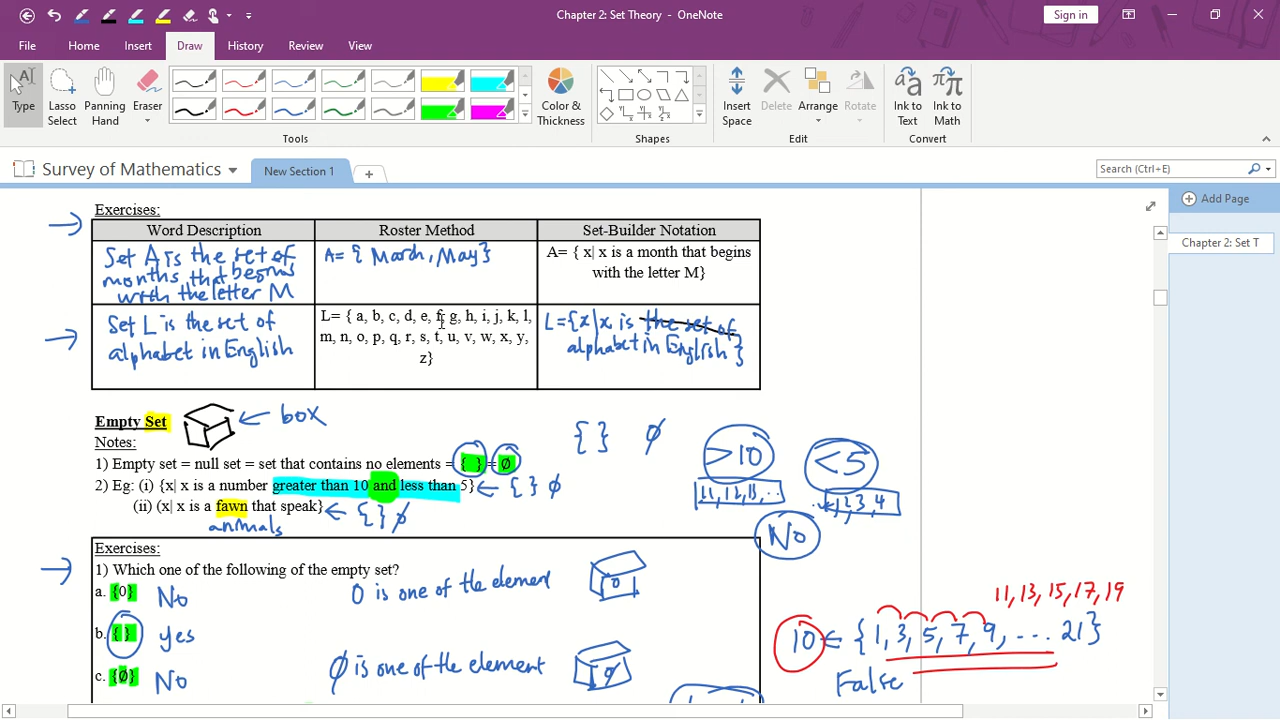 Chapter 2: Set Theory - OneNote
Sign in
File Home Insert Draw History Review View
Type
Lasso Select
Panning Hand
Eraser
Color & Thickness
Insert Space
Delete
Arrange
Rotate
Ink to Text
Ink to Math
Tools
Shapes
Edit
Convert
Survey of Mathematics
New Section 1
Search (Ctrl+E)
Add Page
Chapter 2: Set T
Exercises:
Word Description Roster Method Set-Builder Notation
Set A is the set of
months that begins
with the letter M
A= { March, May}
A= { x| x is a month that begins
with the letter M}
Set L is the set of
alphabet in English
L= { a, b, c, d, e, f, g, h, i, j, k, l,
m, n, o, p, q, r, s, t, u, v, w, x, y,
z}
L={x|x is the set of
alphabet in English}
Empty Set
← box
{ } ∅
>10
<5
Notes:
1) Empty set = null set = set that contains no elements = { } = ∅
2) Eg: (i) {x| x is a number greater than 10 and less than 5} ← { } ∅
11, 12, 13, ...
1, 2, 3, 4
(ii) (x| x is a fawn that speak} ← { } ∅
animals
No
Exercises:
1) Which one of the following of the empty set?
a. {0} No
0 is one of the element
0
b. { } yes
c. {∅} No
∅ is one of the element
∅
11, 13, 15, 17, 19
10 ← {1, 3, 5, 7, 9, ... 21}
False